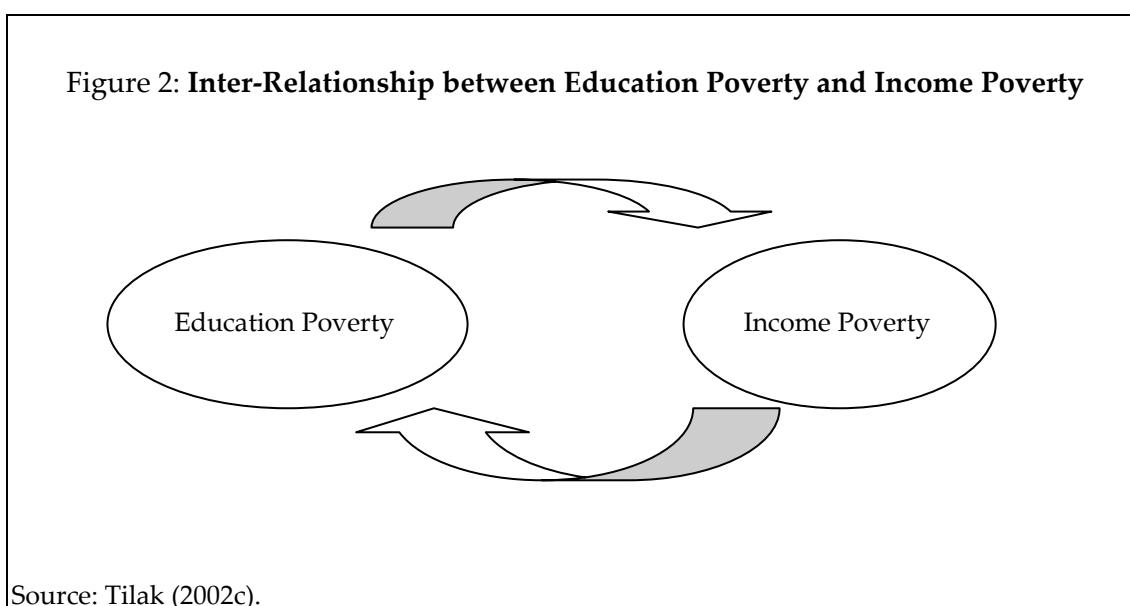 Figure 2: Inter-Relationship between Education Poverty and Income Poverty
Education Poverty
Income Poverty
Source: Tilak (2002c).